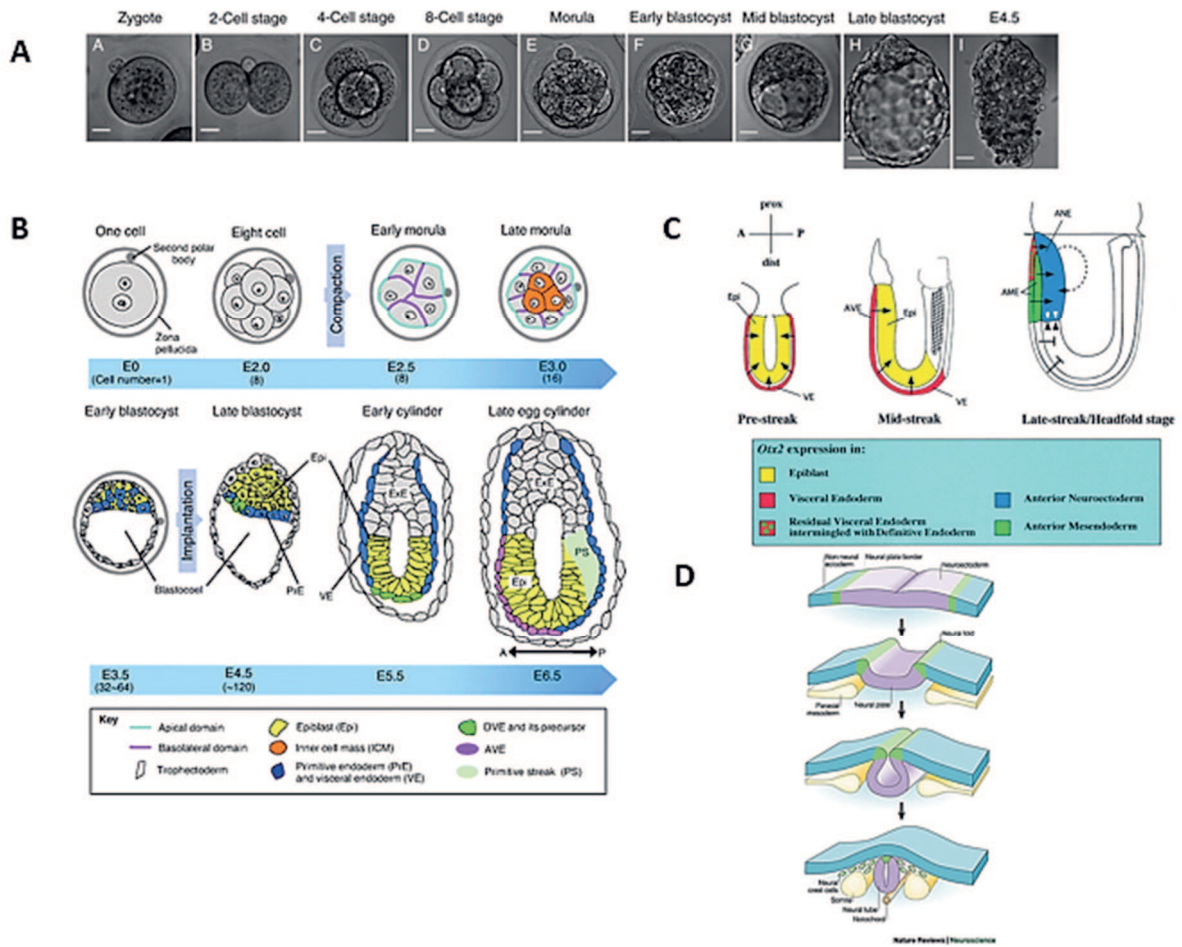 A
Zygote
2-Cell stage
4-Cell stage
8-Cell stage
Morula
Early blastocyst
Mid blastocyst
Late blastocyst
E4.5
A
B
C
D
E
F
G
H
I
B
One cell
Second polar
body
Zona
pellucida
Eight cell
Compaction
Early morula
Late morula
E0
(Cell number=1)
E2.0
(8)
E2.5
(8)
E3.0
(16)
Early blastocyst
Late blastocyst
Early cylinder
Late egg cylinder
Implantation
Epi
ExE
ExE
PS
Epi
Blastocoel
PrE
VE
A
P
E3.5
(32~64)
E4.5
(~120)
E5.5
E6.5
Key
Apical domain
Basolateral domain
Trophectoderm
Epiblast (Epi)
Inner cell mass (ICM)
Primitive endoderm (PrE)
and visceral endoderm (VE)
DVE and its precursor
AVE
Primitive streak (PS)
C
prox
A
P
dist
Epi
VE
Pre-streak
AVE
Epi
VE
Mid-streak
ANE
AME
Late-streak/Headfold stage
Otx2 expression in:
Epiblast
Visceral Endoderm
Residual Visceral Endoderm
intermingled with Definitive Endoderm
Anterior Neuroectoderm
Anterior Mesendoderm
D
Non-neural
ectoderm
Neural plate border
Neuroectoderm
Neural fold
Paraxial
mesoderm
Neural plate
Neural
crest cells
Somite
Neural tube
Notochord
Nature Reviews | Neuroscience